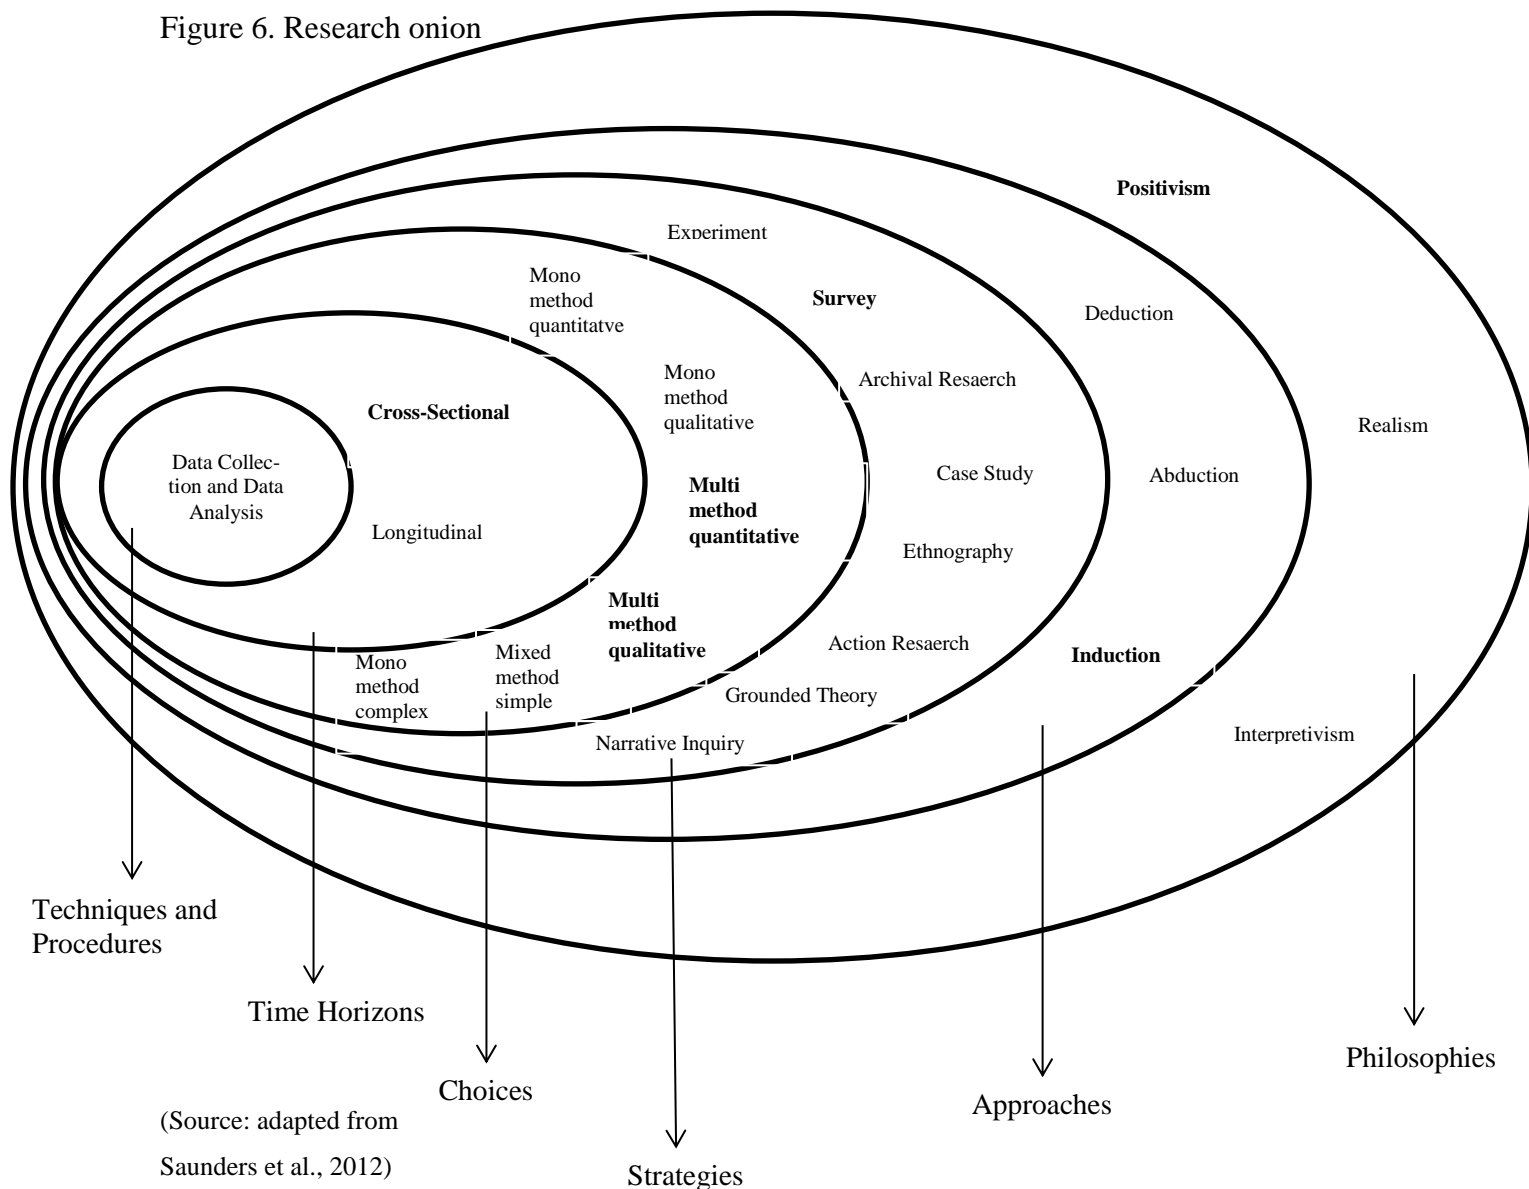 Figure 6. Research onion
Positivism
Experiment
Mono
method
quantitatve
Survey
Deduction
Mono
method
qualitative
Archival Resaerch
Cross-Sectional
Realism
Data Collec-
tion and Data
Analysis
Case Study
Abduction
Multi
method
quantitative
Longitudinal
Ethnography
Multi
method
qualitative
Action Resaerch
Induction
Mono
method
complex
Mixed
method
simple
Grounded Theory
Narrative Inquiry
Interpretivism
Techniques and
Procedures
Time Horizons
Choices
Strategies
Approaches
Philosophies
(Source: adapted from
Saunders et al., 2012)